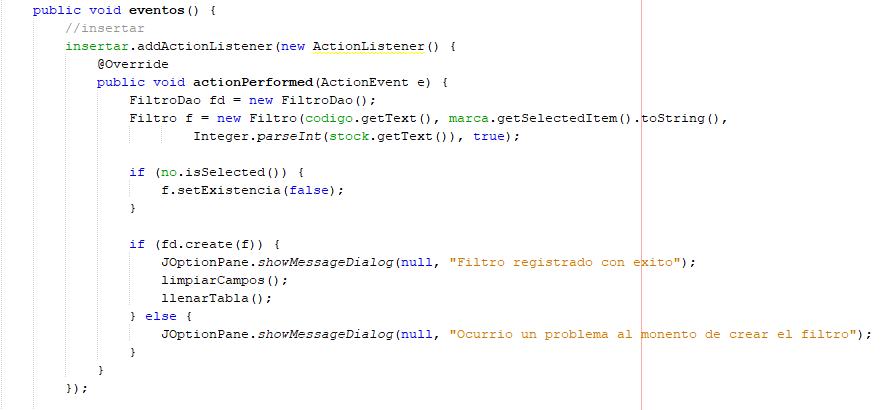 public void eventos() {
//insertar
insertar.addActionListener(new ActionListener() {
@Override
public void actionPerformed(ActionEvent e) {
FiltroDao fd = new FiltroDao();
Filtro f = new Filtro(codigo.getText(), marca.getSelectedItem().toString(),
Integer.parseInt(stock.getText()), true);
if (no.isSelected()) {
f.setExistencia(false);
}
if (fd.create(f)) {
JOptionPane.showMessageDialog(null, "Filtro registrado con exito");
limpiarCampos();
llenarTabla();
} else {
JOptionPane.showMessageDialog(null, "Ocurrio un problema al monento de crear el filtro");
}
}
});